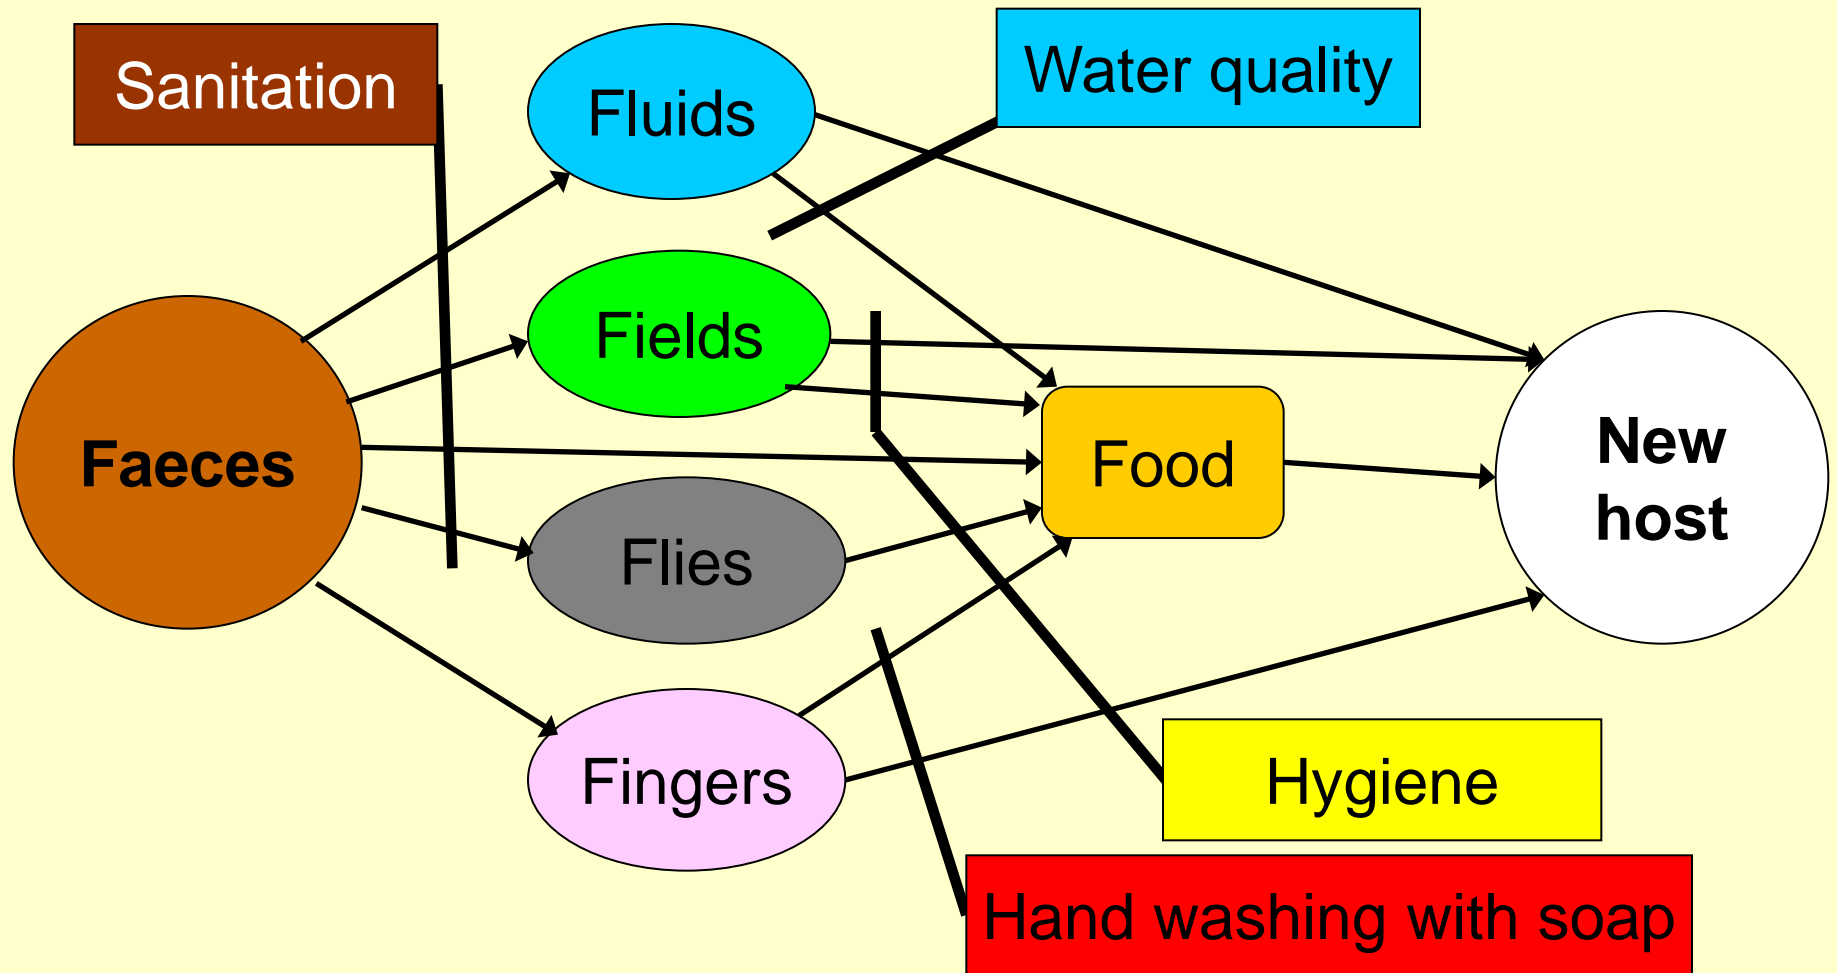 Sanitation
Fluids
Water quality
Fields
Faeces
Food
New
host
Flies
Fingers
Hygiene
Hand washing with soap